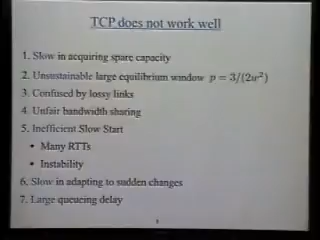 TCP does not work well
1. Slow in acquiring spare capacity
2. Unsustainable large equilibrium window p = 3/(2w²)
3. Confused by lossy links
4. Unfair bandwidth sharing
5. Inefficient Slow Start
• Many RTTs
• Instability
6. Slow in adapting to sudden changes
7. Large queueing delay